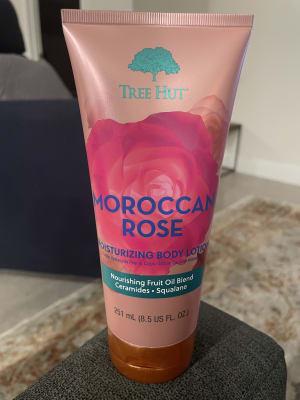 TREE HUT
MOROCCAN
ROSE
MOISTURIZING BODY LOTION
Nourishing Fruit Oil Blend
Ceramides • Squalane
251 mL (8.5 US FL. OZ.)